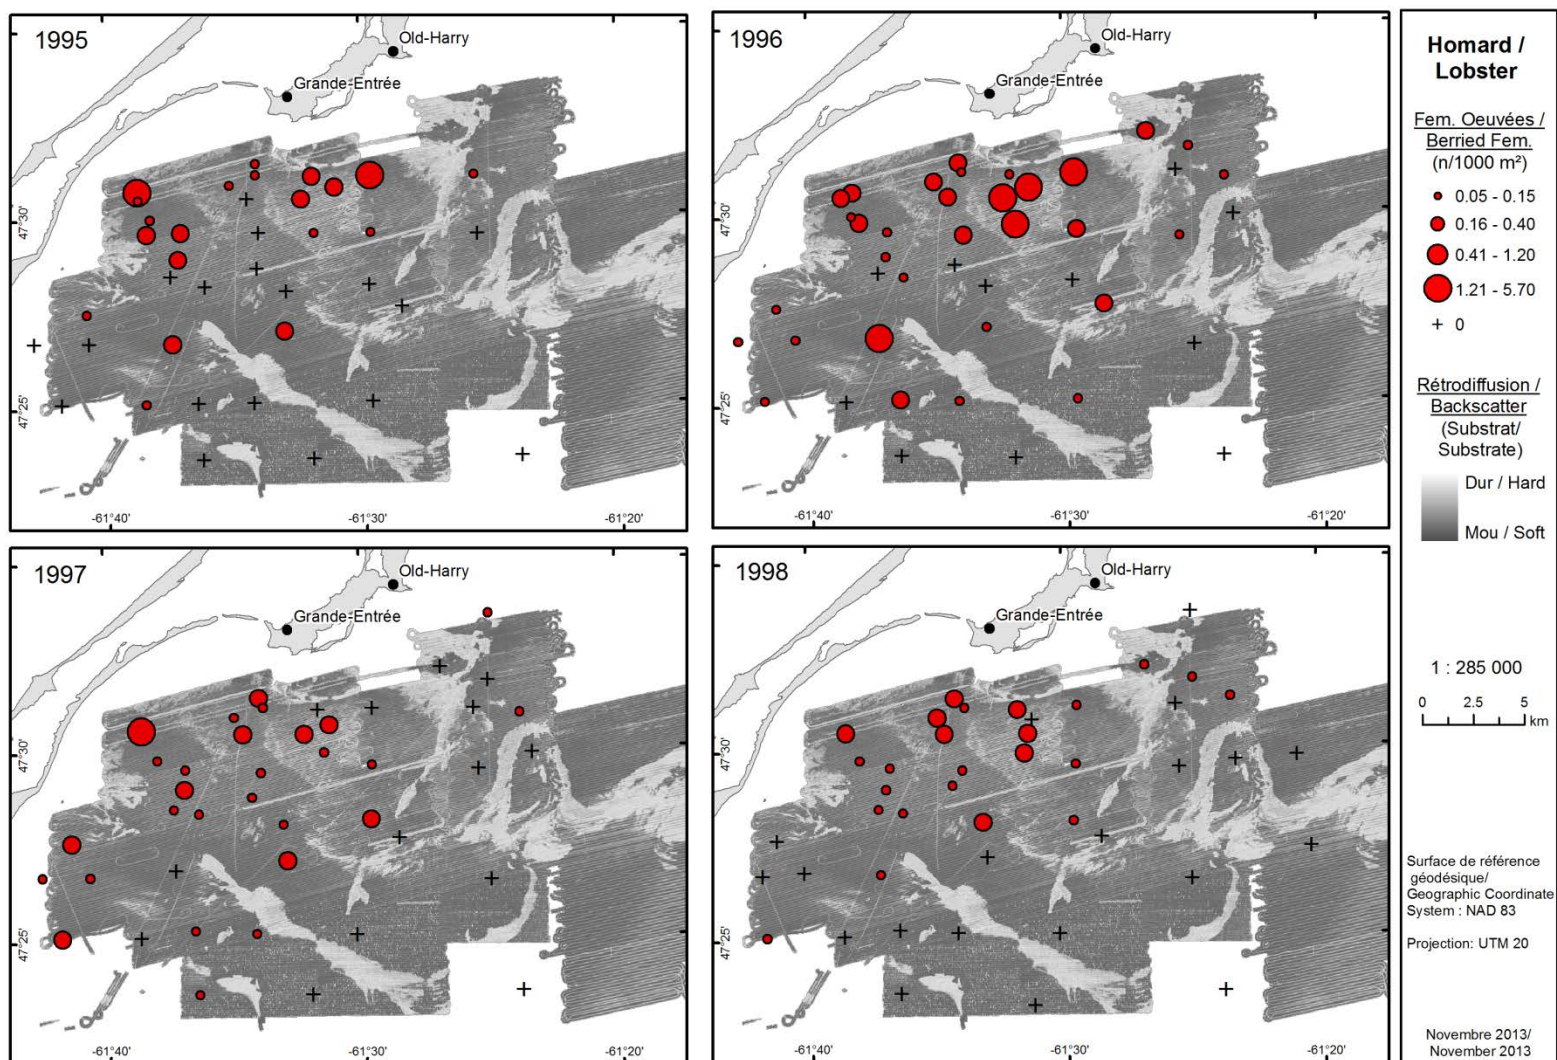 1995
Old-Harry
Grande-Entrée
47°30'
47°25'
-61°40'
-61°30'
-61°20'
1996
Old-Harry
Grande-Entrée
47°30'
47°25'
-61°40'
-61°30'
-61°20'
1997
Old-Harry
Grande-Entrée
47°30'
47°25'
-61°40'
-61°30'
-61°20'
1998
Old-Harry
Grande-Entrée
47°30'
47°25'
-61°40'
-61°30'
-61°20'
Homard /
Lobster
Fem. Oeuvées /
Berried Fem.
(n/1000 m²)
0.05 - 0.15
0.16 - 0.40
0.41 - 1.20
1.21 - 5.70
0
Rétrodiffusion /
Backscatter
(Substrat/
Substrate)
Dur / Hard
Mou / Soft
1 : 285 000
0 2.5 5
km
Surface de référence
géodésique/
Geographic Coordinate
System : NAD 83
Projection: UTM 20
Novembre 2013/
November 2013